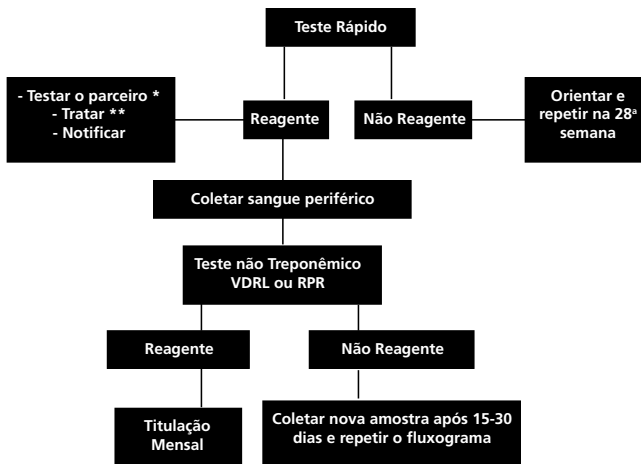 Teste Rápido
- Testar o parceiro *
- Tratar **
- Notificar
Reagente
Não Reagente
Orientar e
repetir na 28ª
semana
Coletar sangue periférico
Teste não Treponêmico
VDRL ou RPR
Reagente
Não Reagente
Titulação
Mensal
Coletar nova amostra após 15-30
dias e repetir o fluxograma